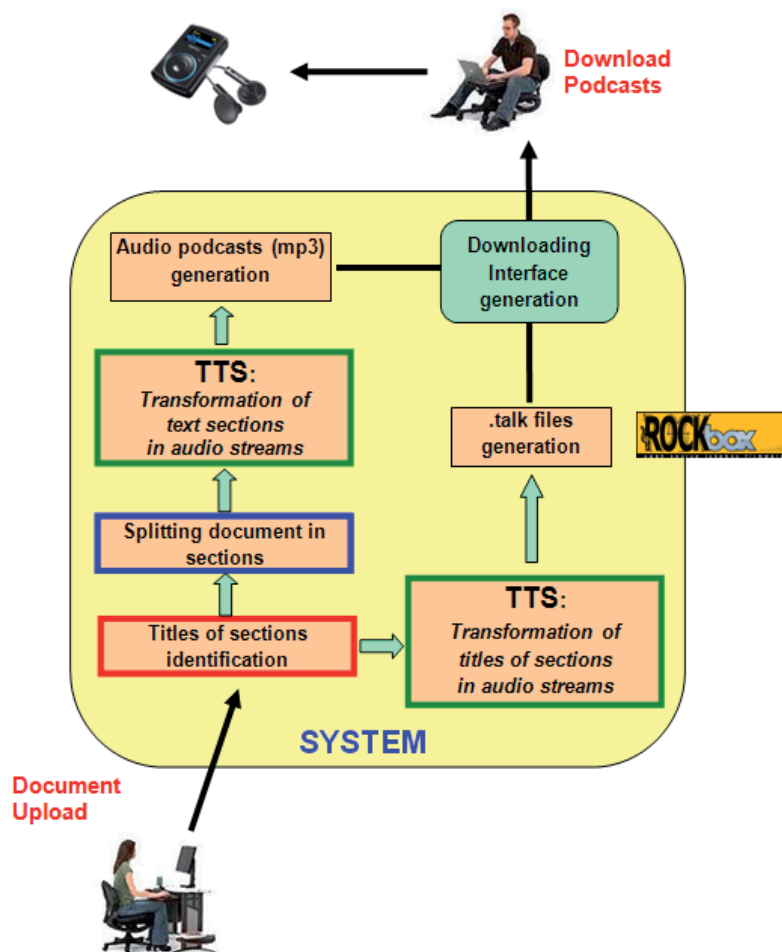 Download
Podcasts
Audio podcasts (mp3)
generation
Downloading
Interface
generation
TTS:
Transformation of
text sections
in audio streams
.talk files
generation
ROCKbox
Splitting document in
sections
TTS:
Transformation of
titles of sections
in audio streams
Titles of sections
identification
SYSTEM
Document
Upload